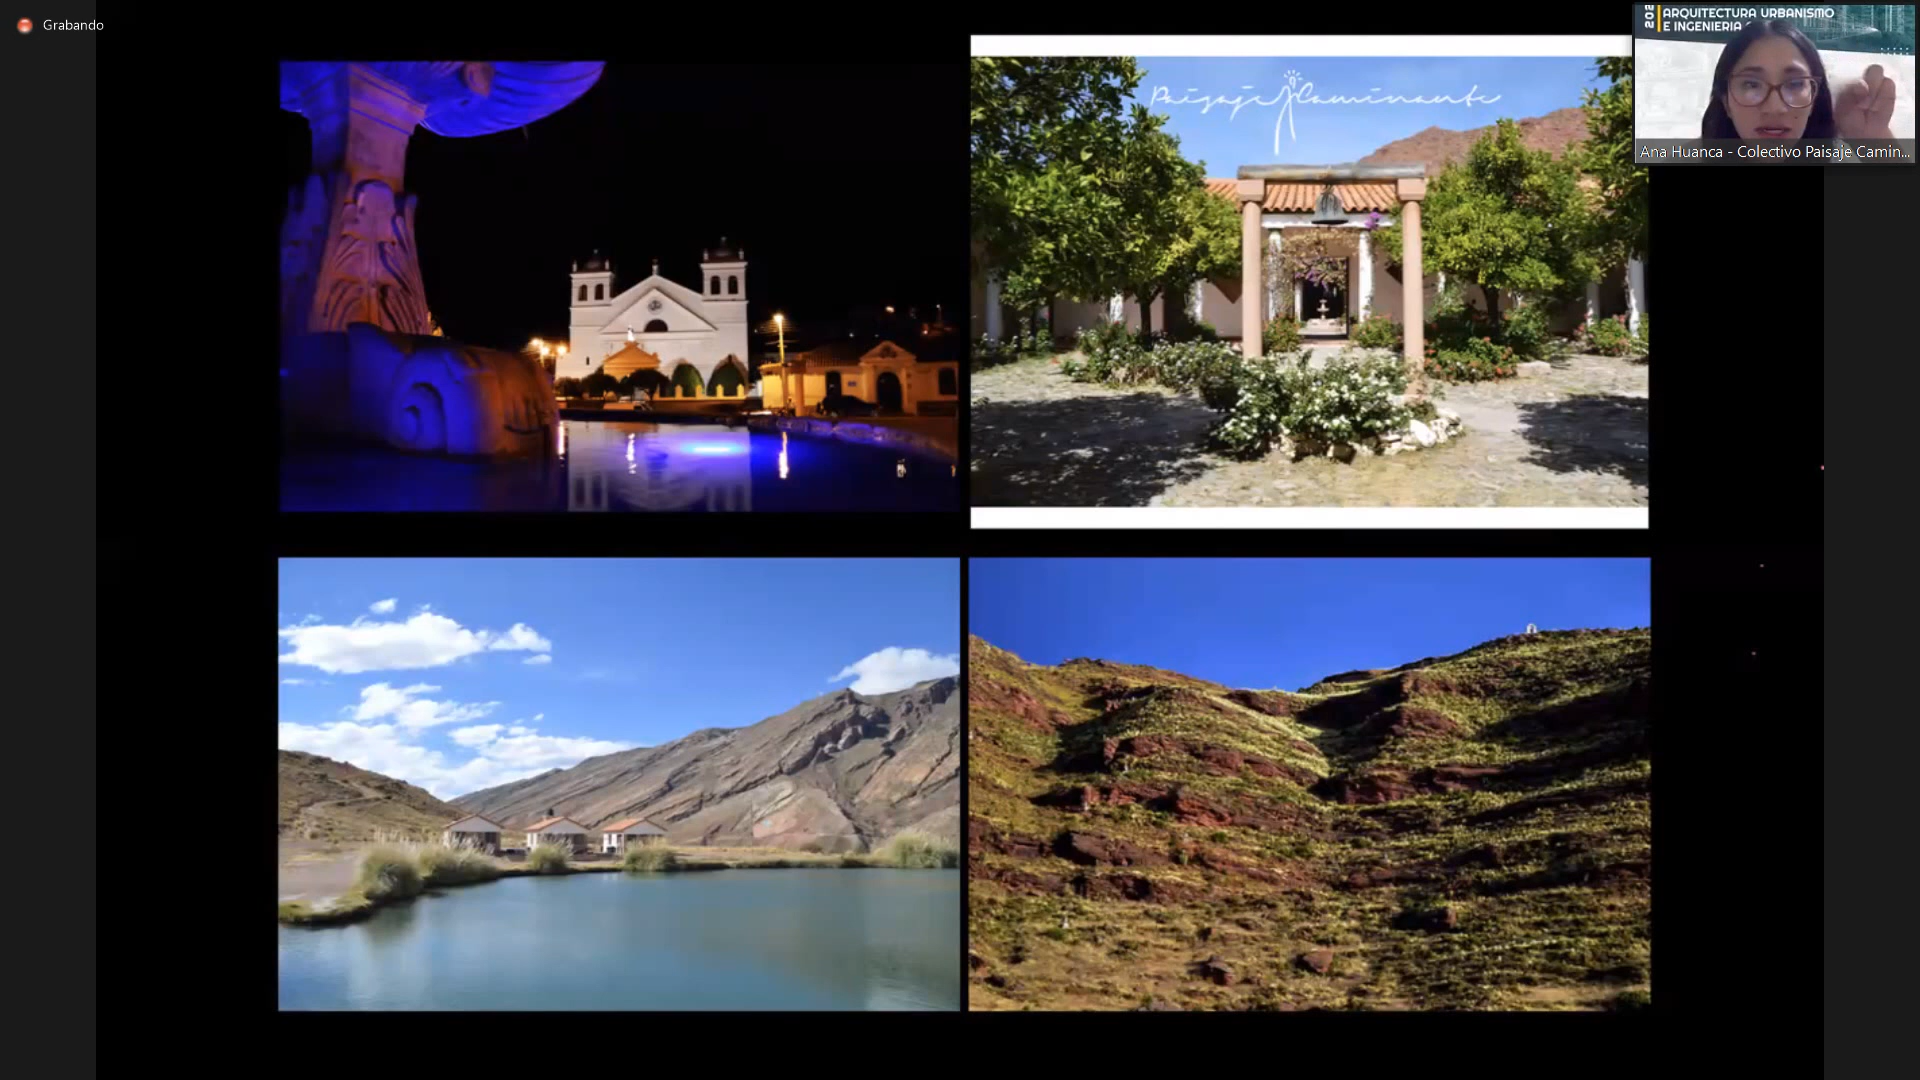 Grabando
Paisaje Caminante
ARQUITECTURA URBANISMO
E INGENIERIA
Ana Huanca - Colectivo Paisaje Camin...